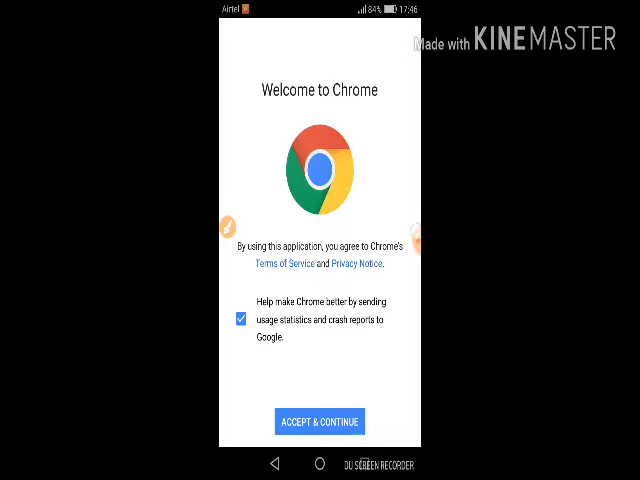 Airtel
84% 17:46
Made with KINEMASTER
Welcome to Chrome
By using this application, you agree to Chrome's
Terms of Service and Privacy Notice.
Help make Chrome better by sending
usage statistics and crash reports to
Google.
ACCEPT & CONTINUE
DU SCREEN RECORDER